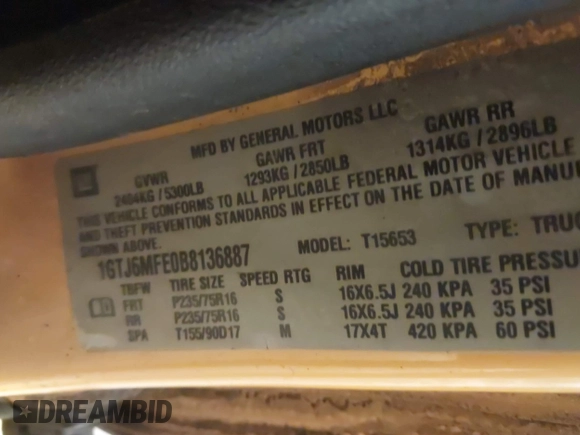 MFD BY GENERAL MOTORS LLC
GVWR GAWR FRT GAWR RR
2404KG / 5300LB 1293KG / 2850LB 1314KG / 2896LB
THIS VEHICLE CONFORMS TO ALL APPLICABLE FEDERAL MOTOR VEHICLE
AND THEFT PREVENTION STANDARDS IN EFFECT ON THE DATE OF MANU
SHOWN ABOVE.
1GTJ6MFE0B8136887 MODEL: T15653 TYPE: TRUC
TBFW TIRE SIZE SPEED RTG RIM COLD TIRE PRESSU
FRT P235/75R16 S 16X6.5J 240 KPA 35 PSI
RR P235/75R16 S 16X6.5J 240 KPA 35 PSI
SPA T155/90D17 M 17X4T 420 KPA 60 PSI
DREAMBID